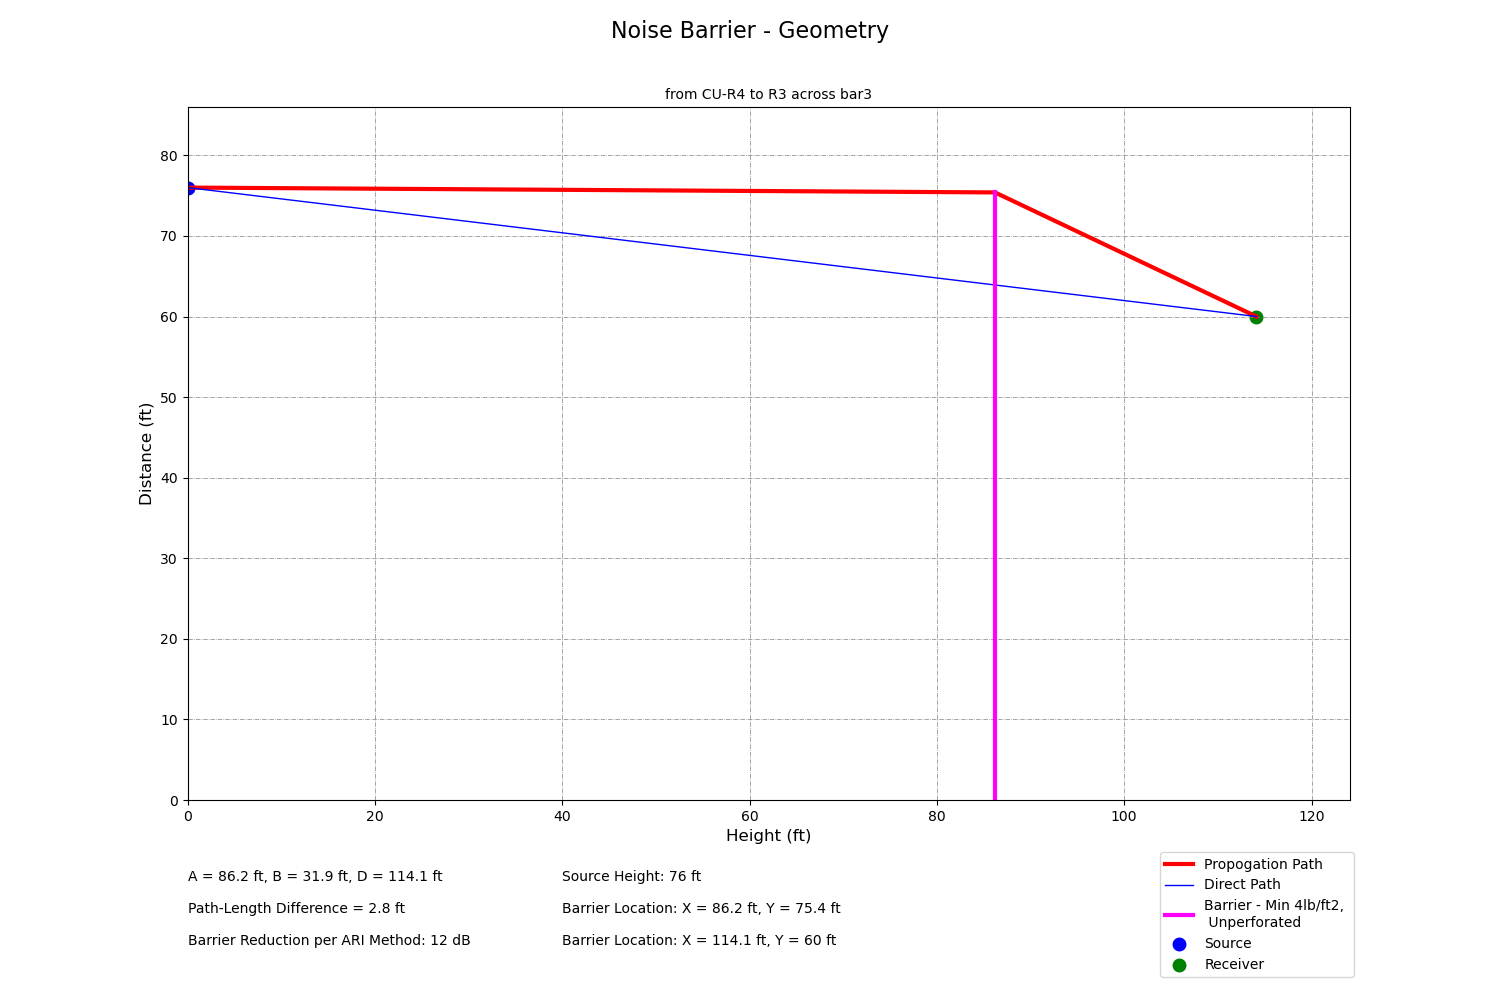 Noise Barrier - Geometry
from CU-R4 to R3 across bar3
80
70
60
50
40
30
20
10
0
Distance (ft)
0 20 40 60 80 100 120
Height (ft)
A = 86.2 ft, B = 31.9 ft, D = 114.1 ft
Path-Length Difference = 2.8 ft
Barrier Reduction per ARI Method: 12 dB
Source Height: 76 ft
Barrier Location: X = 86.2 ft, Y = 75.4 ft
Barrier Location: X = 114.1 ft, Y = 60 ft
Propogation Path
Direct Path
Barrier - Min 4lb/ft2,
Unperforated
Source
Receiver